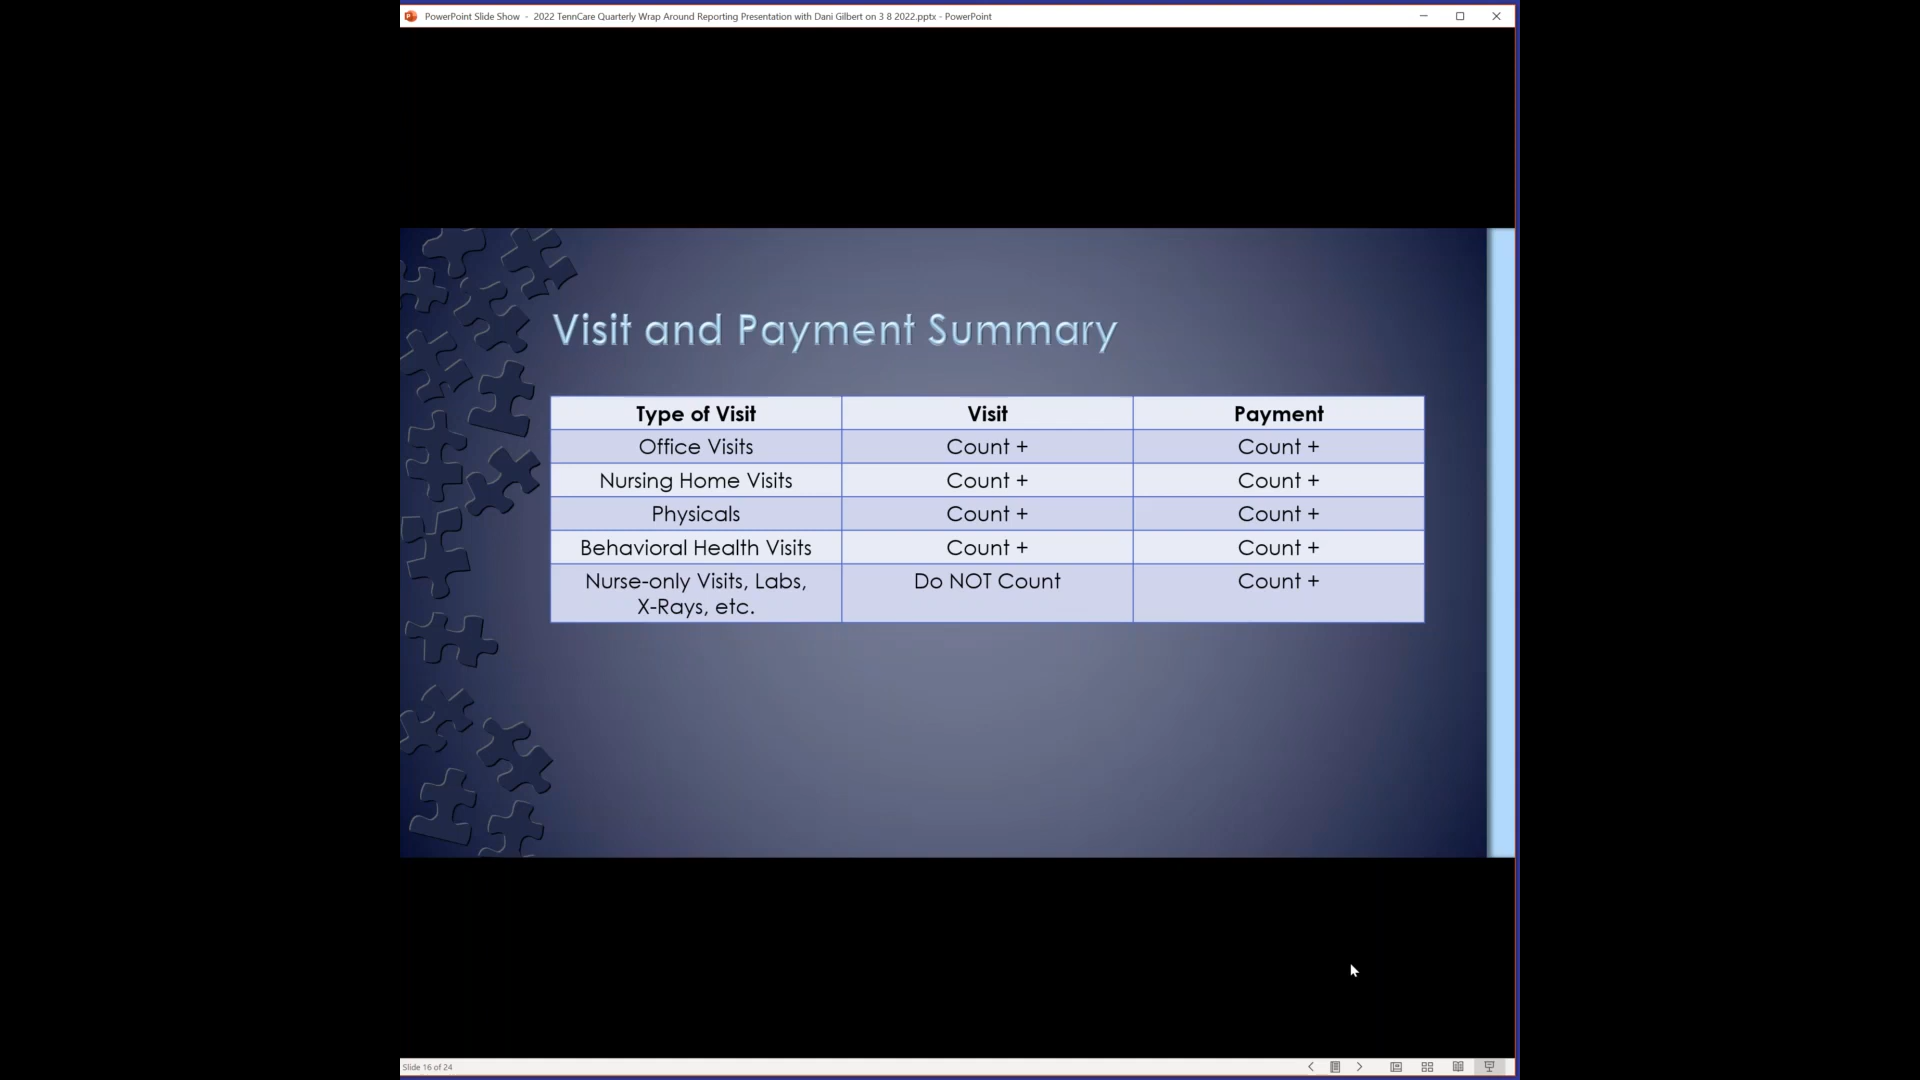 PowerPoint Slide Show - 2022 TennCare Quarterly Wrap Around Reporting Presentation with Dani Gilbert on 3 8 2022.pptx - PowerPoint
Visit and Payment Summary
Type of Visit Visit Payment
Office Visits Count + Count +
Nursing Home Visits Count + Count +
Physicals Count + Count +
Behavioral Health Visits Count + Count +
Nurse-only Visits, Labs, Do NOT Count Count +
X-Rays, etc.
Slide 16 of 24